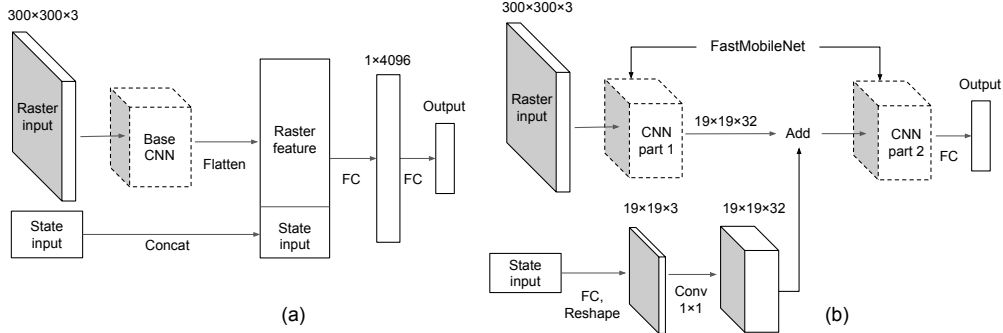 300×300×3
Raster
input
Base
CNN
Flatten
Raster
feature
1×4096
Output
FC
FC
State
input
Concat
State
input
(a)
300×300×3
Raster
input
FastMobileNet
CNN
part 1
19×19×32
Add
CNN
part 2
Output
FC
State
input
FC,
Reshape
19×19×3
Conv
1×1
19×19×32
(b)